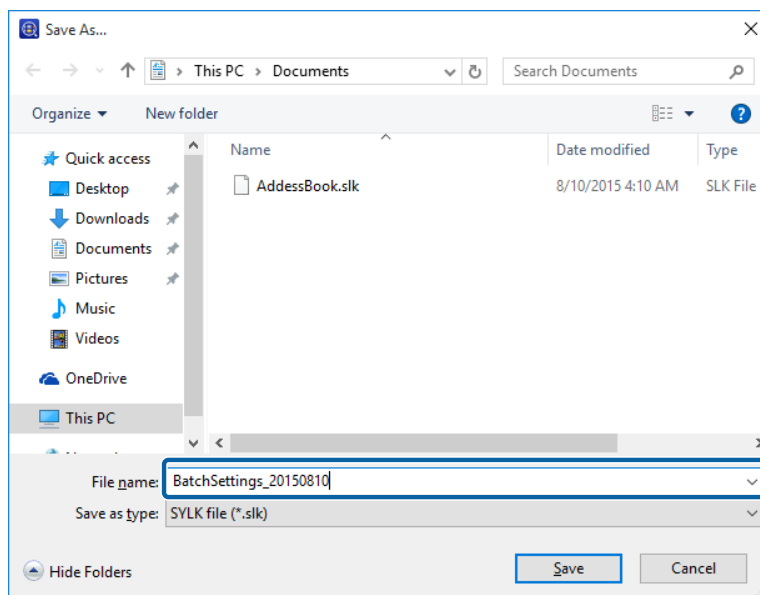 Save As...
This PC > Documents
Search Documents
Organize
New folder
Name
Date modified
Type
Quick access
Desktop
Downloads
Documents
Pictures
Music
Videos
OneDrive
This PC
AddessBook.slk
8/10/2015 4:10 AM
SLK File
File name:
BatchSettings_20150810
Save as type:
SYLK file (*.slk)
Hide Folders
Save
Cancel